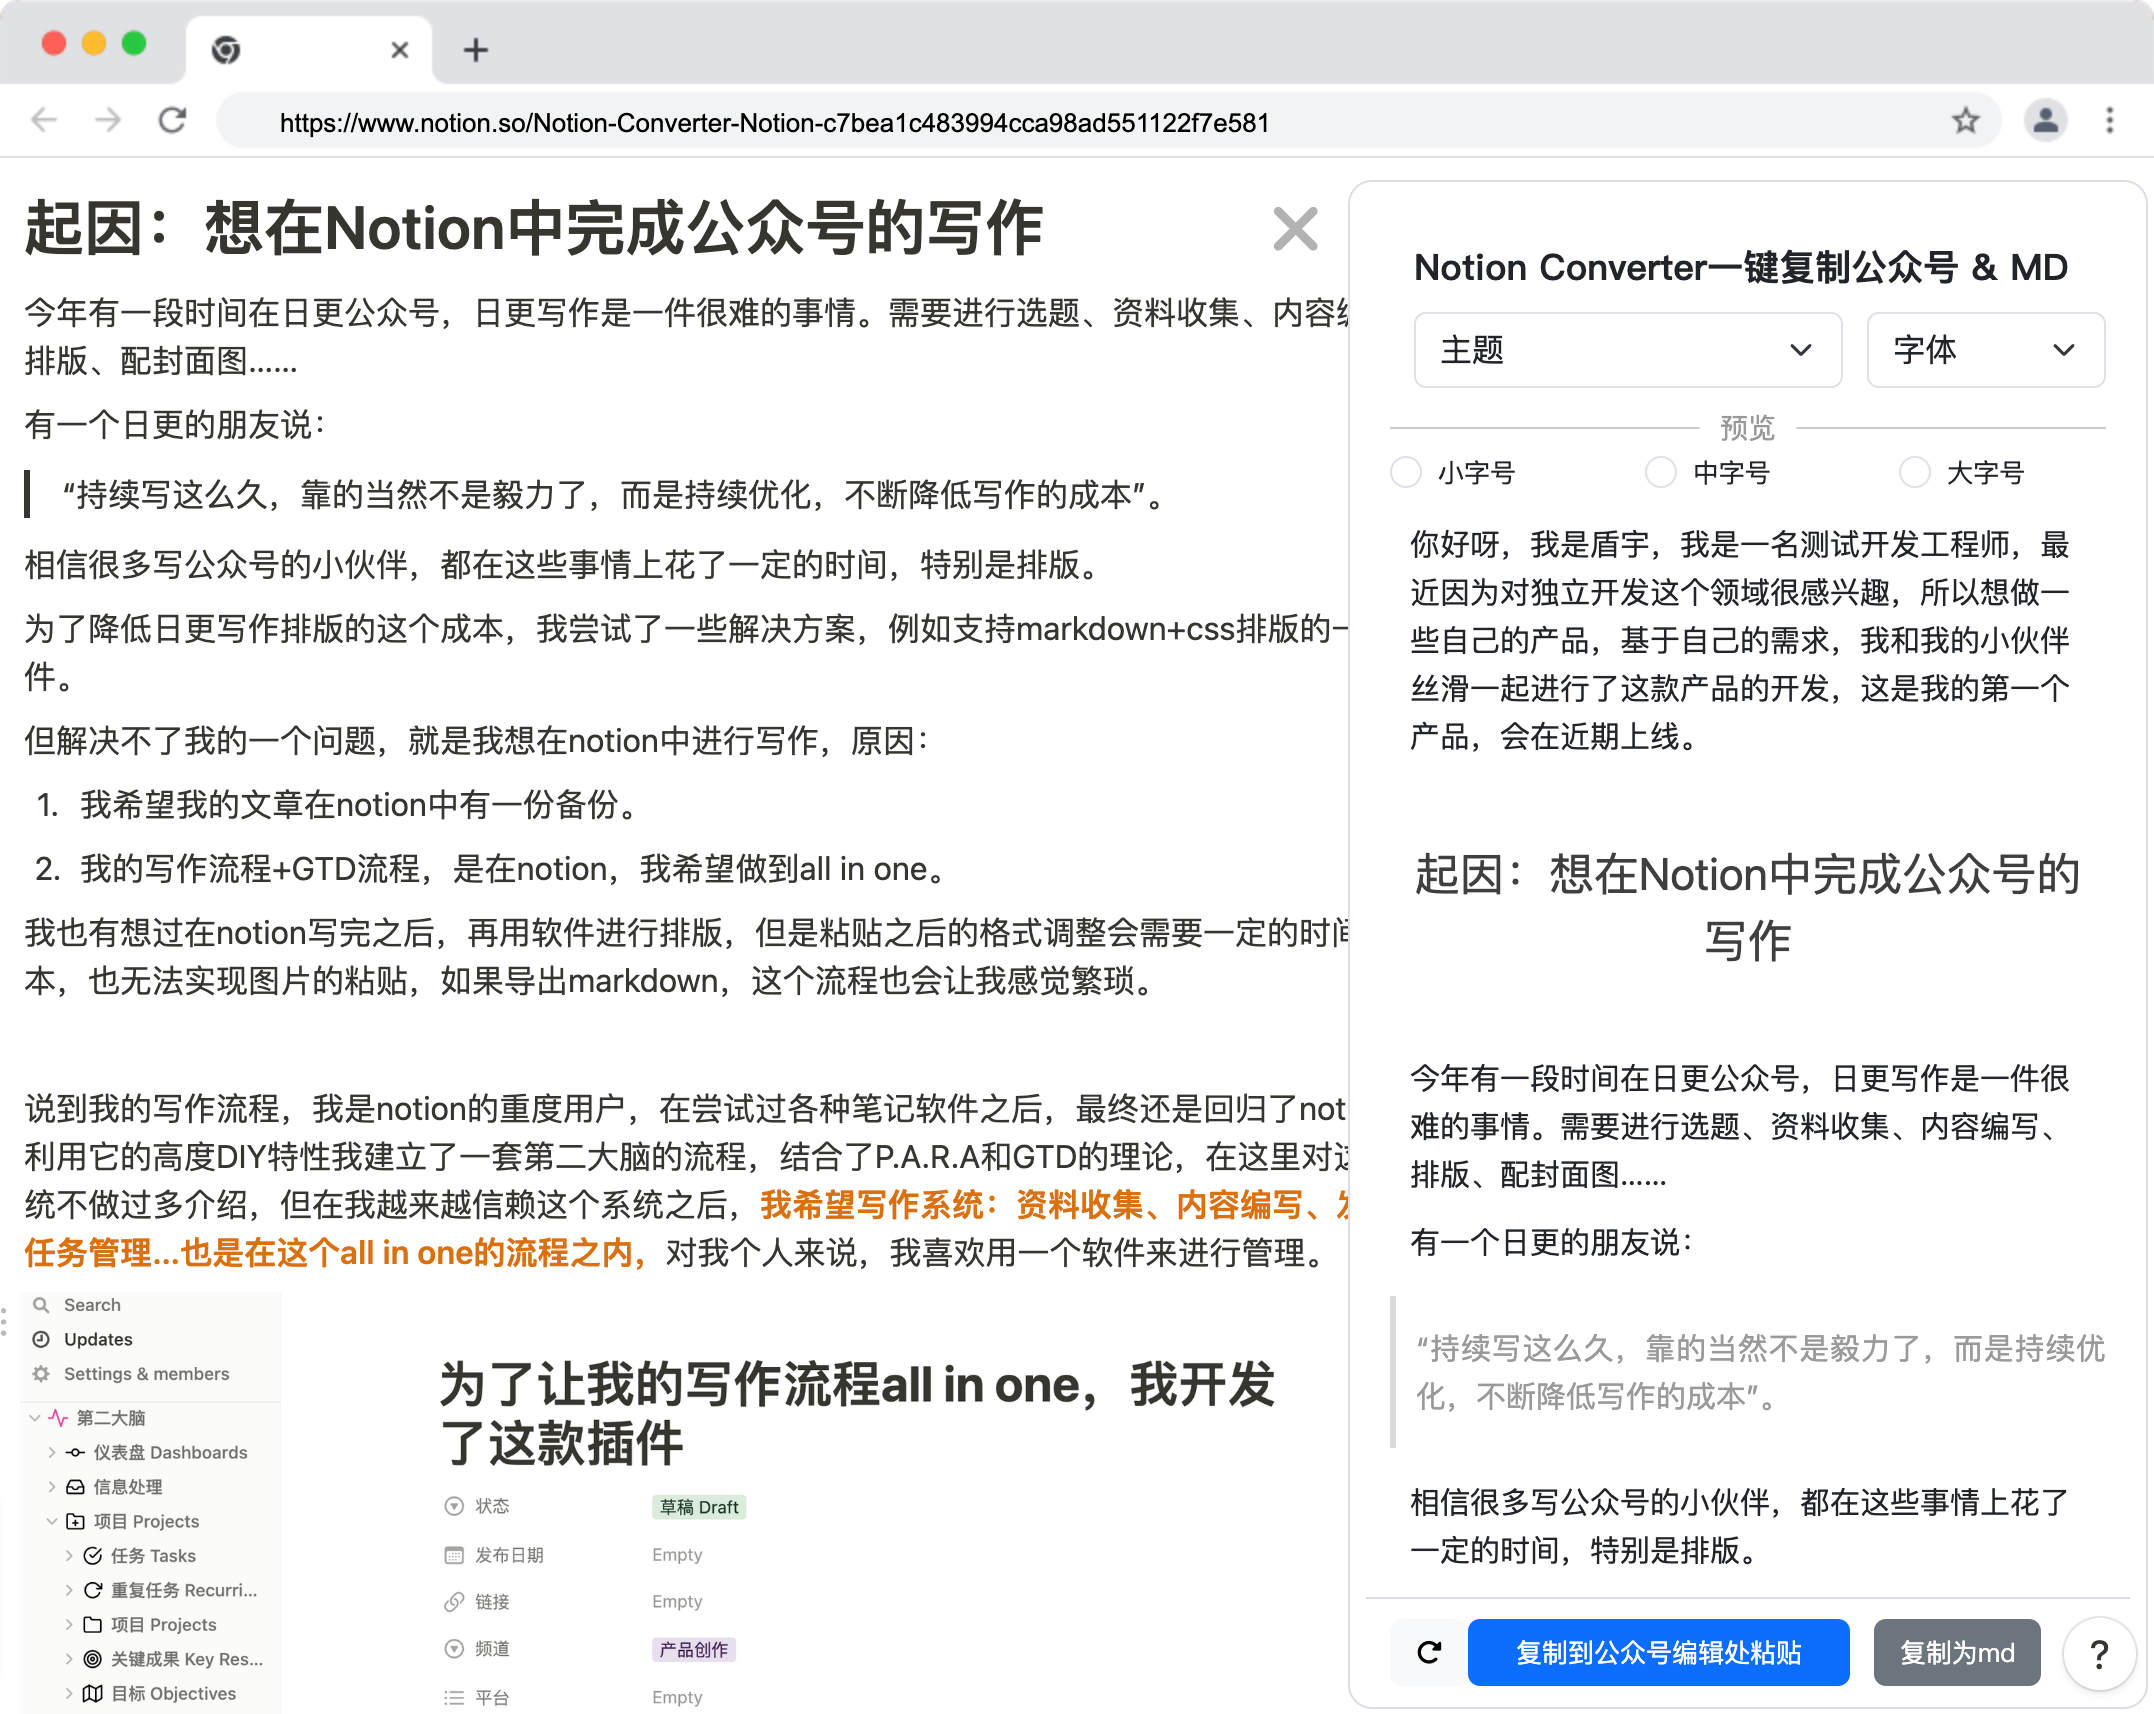 https://www.notion.so/Notion-Converter-Notion-c7bea1c483994cca98ad551122f7e581
起因：想在Notion中完成公众号的写作
今年有一段时间在日更公众号，日更写作是一件很难的事情。需要进行选题、资料收集、内容编
排版、配封面图......
有一个日更的朋友说：
“持续写这么久，靠的当然不是毅力了，而是持续优化，不断降低写作的成本”。
相信很多写公众号的小伙伴，都在这些事情上花了一定的时间，特别是排版。
为了降低日更写作排版的这个成本，我尝试了一些解决方案，例如支持markdown+css排版的一
件。
但解决不了我的一个问题，就是我想在notion中进行写作，原因：
1. 我希望我的文章在notion中有一份备份。
2. 我的写作流程+GTD流程，是在notion，我希望做到all in one。
我也有想过在notion写完之后，再用软件进行排版，但是粘贴之后的格式调整会需要一定的时间
本，也无法实现图片的粘贴，如果导出markdown，这个流程也会让我感觉繁琐。
说到我的写作流程，我是notion的重度用户，在尝试过各种笔记软件之后，最终还是回归了not
利用它的高度DIY特性我建立了一套第二大脑的流程，结合了P.A.R.A和GTD的理论，在这里对这
统不做过多介绍，但在我越来越信赖这个系统之后，我希望写作系统：资料收集、内容编写、发
任务管理...也是在这个all in one的流程之内，对我个人来说，我喜欢用一个软件来进行管理。
Search
Updates
Settings & members
第二大脑
仪表盘 Dashboards
信息处理
项目 Projects
任务 Tasks
重复任务 Recurri...
项目 Projects
关键成果 Key Res...
目标 Objectives
为了让我的写作流程all in one，我开发
了这款插件
状态 草稿 Draft
发布日期 Empty
链接 Empty
频道 产品创作
平台 Empty
Notion Converter一键复制公众号 & MD
主题 字体
预览
小字号 中字号 大字号
你好呀，我是盾宇，我是一名测试开发工程师，最
近因为对独立开发这个领域很感兴趣，所以想做一
些自己的产品，基于自己的需求，我和我的小伙伴
丝滑一起进行了这款产品的开发，这是我的第一个
产品，会在近期上线。
起因：想在Notion中完成公众号的
写作
今年有一段时间在日更公众号，日更写作是一件很
难的事情。需要进行选题、资料收集、内容编写、
排版、配封面图......
有一个日更的朋友说：
“持续写这么久，靠的当然不是毅力了，而是持续优
化，不断降低写作的成本”。
相信很多写公众号的小伙伴，都在这些事情上花了
一定的时间，特别是排版。
复制到公众号编辑处粘贴 复制为md ?